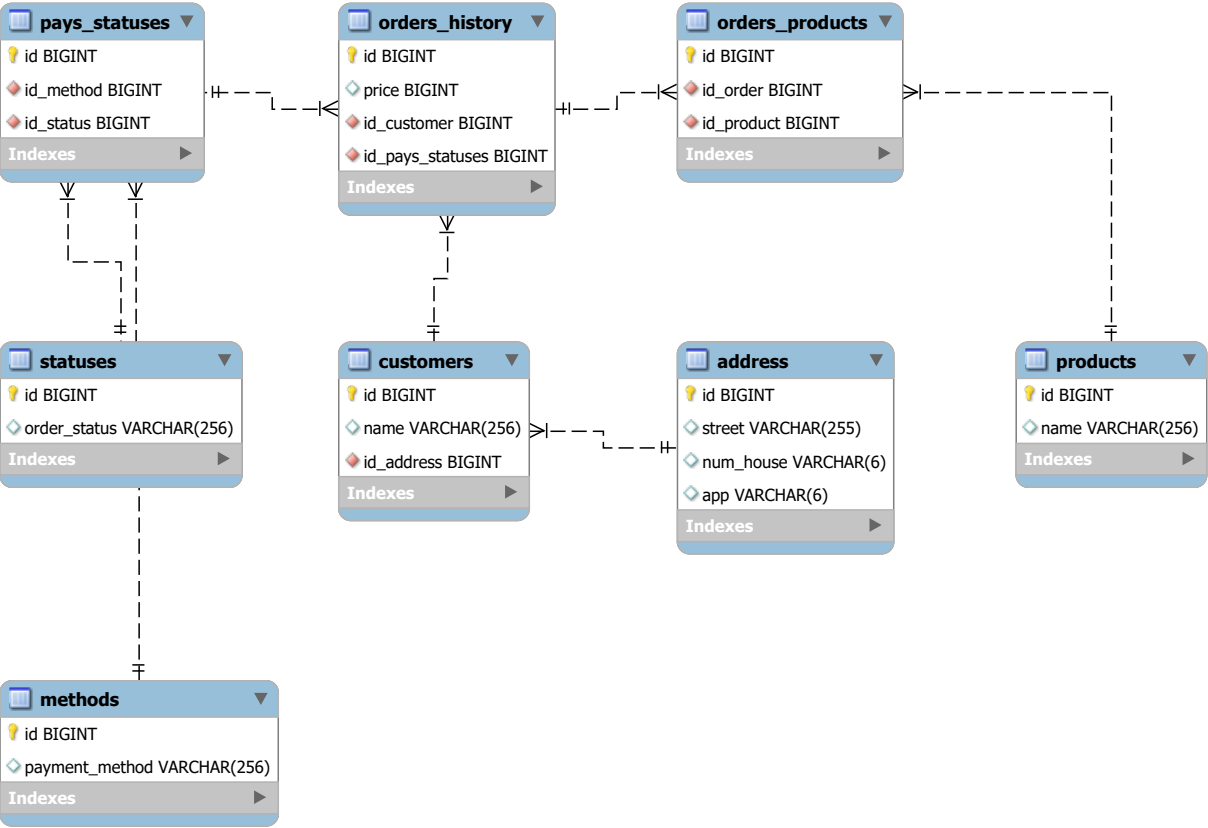 pays_statuses
id BIGINT
id_method BIGINT
id_status BIGINT
Indexes
orders_history
id BIGINT
price BIGINT
id_customer BIGINT
id_pays_statuses BIGINT
Indexes
orders_products
id BIGINT
id_order BIGINT
id_product BIGINT
Indexes
statuses
id BIGINT
order_status VARCHAR(256)
Indexes
customers
id BIGINT
name VARCHAR(256)
id_address BIGINT
Indexes
address
id BIGINT
street VARCHAR(255)
num_house VARCHAR(6)
app VARCHAR(6)
Indexes
products
id BIGINT
name VARCHAR(256)
Indexes
methods
id BIGINT
payment_method VARCHAR(256)
Indexes